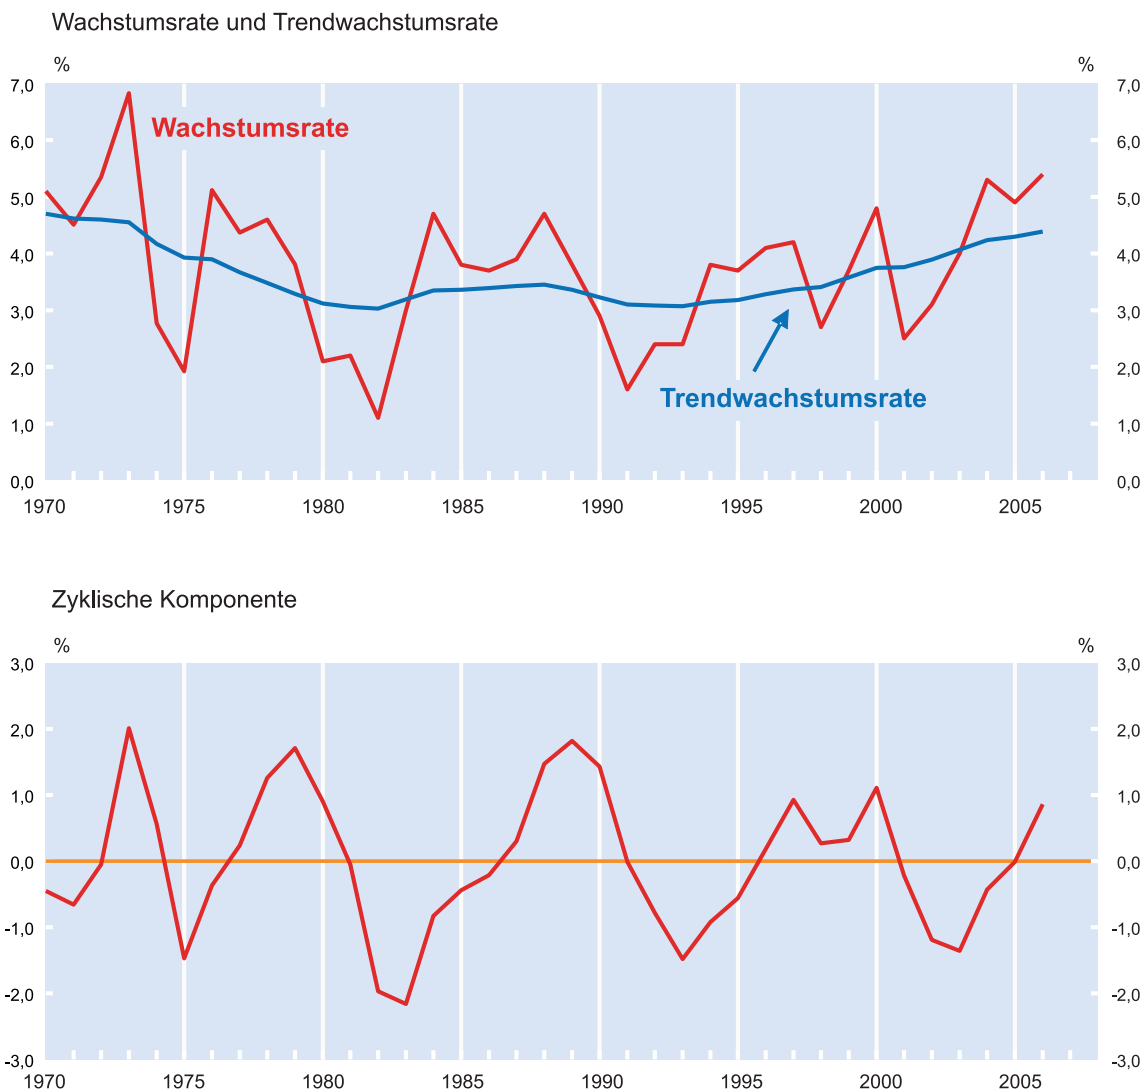 Wachstumsrate und Trendwachstumsrate
% %
7,0 7,0
Wachstumsrate
6,0 6,0
5,0 5,0
4,0 4,0
3,0 3,0
2,0 2,0
Trendwachstumsrate
1,0 1,0
0,0 0,0
1970 1975 1980 1985 1990 1995 2000 2005
Zyklische Komponente
% %
3,0 3,0
2,0 2,0
1,0 1,0
0,0 0,0
-1,0 -1,0
-2,0 -2,0
-3,0 -3,0
1970 1975 1980 1985 1990 1995 2000 2005